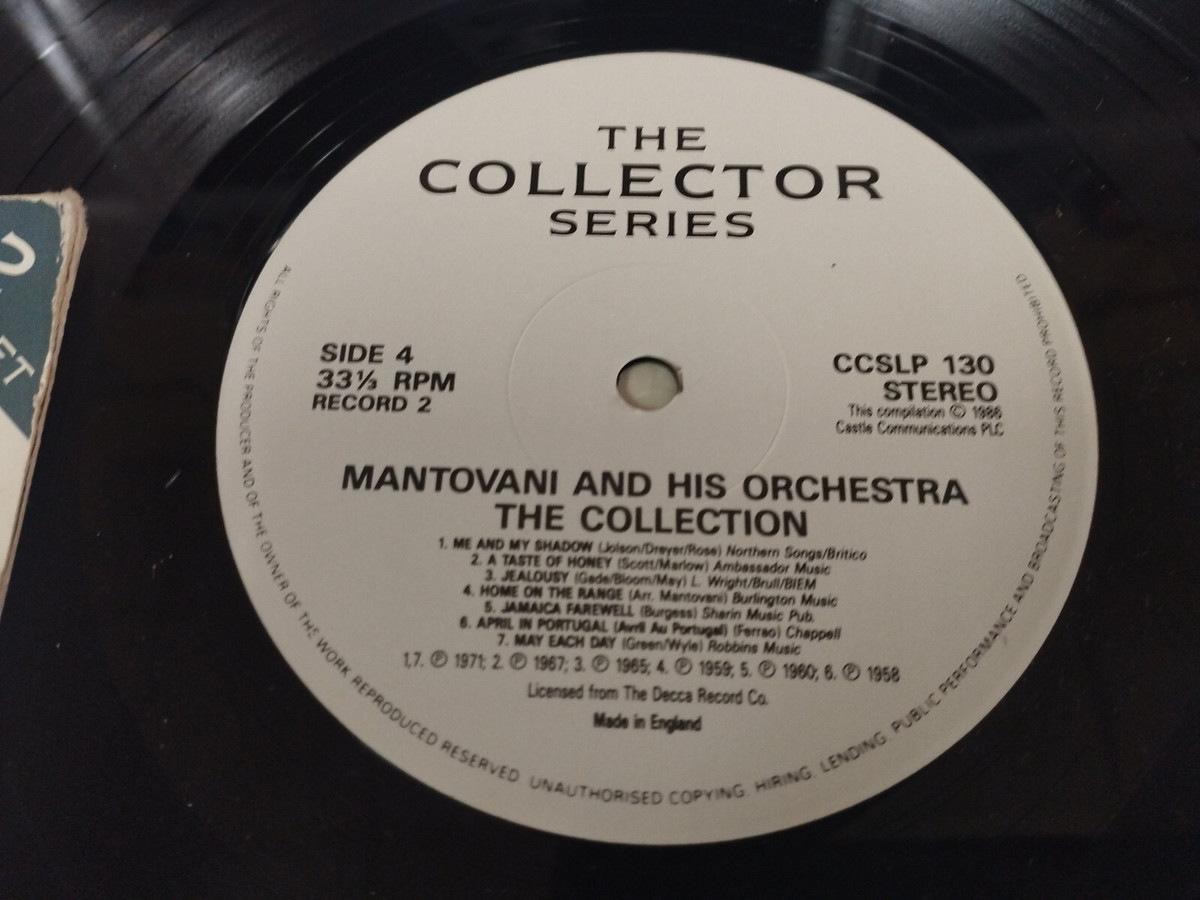 THE
COLLECTOR
SERIES
SIDE 4
33⅓ RPM
RECORD 2
CCSLP 130
STEREO
This compilation © 1986
Castle Communications PLC
MANTOVANI AND HIS ORCHESTRA
THE COLLECTION
1. ME AND MY SHADOW (Jolson/Dreyer/Rose) Northern Songs/Britico
2. A TASTE OF HONEY (Scott/Marlow) Ambassador Music
3. JEALOUSY (Gade/Bloom/May) L. Wright/Brull/BIEM
4. HOME ON THE RANGE (Arr. Mantovani) Burlington Music
5. JAMAICA FAREWELL (Burgess) Sharin Music Pub.
6. APRIL IN PORTUGAL (Avril Au Portugal) (Ferrao) Chappell
7. MAY EACH DAY (Green/Wyle) Robbins Music
1,7. ℗ 1971; 2. ℗ 1967; 3. ℗ 1965; 4. ℗ 1959; 5. ℗ 1960; 6. ℗ 1958
Licensed from The Decca Record Co.
Made in England
ALL RIGHTS OF THE PRODUCER AND OF THE OWNER OF THE WORK REPRODUCED RESERVED. UNAUTHORISED COPYING. HIRING. LENDING. PUBLIC PERFORMANCE AND BROADCASTING OF THIS RECORD PROHIBITED